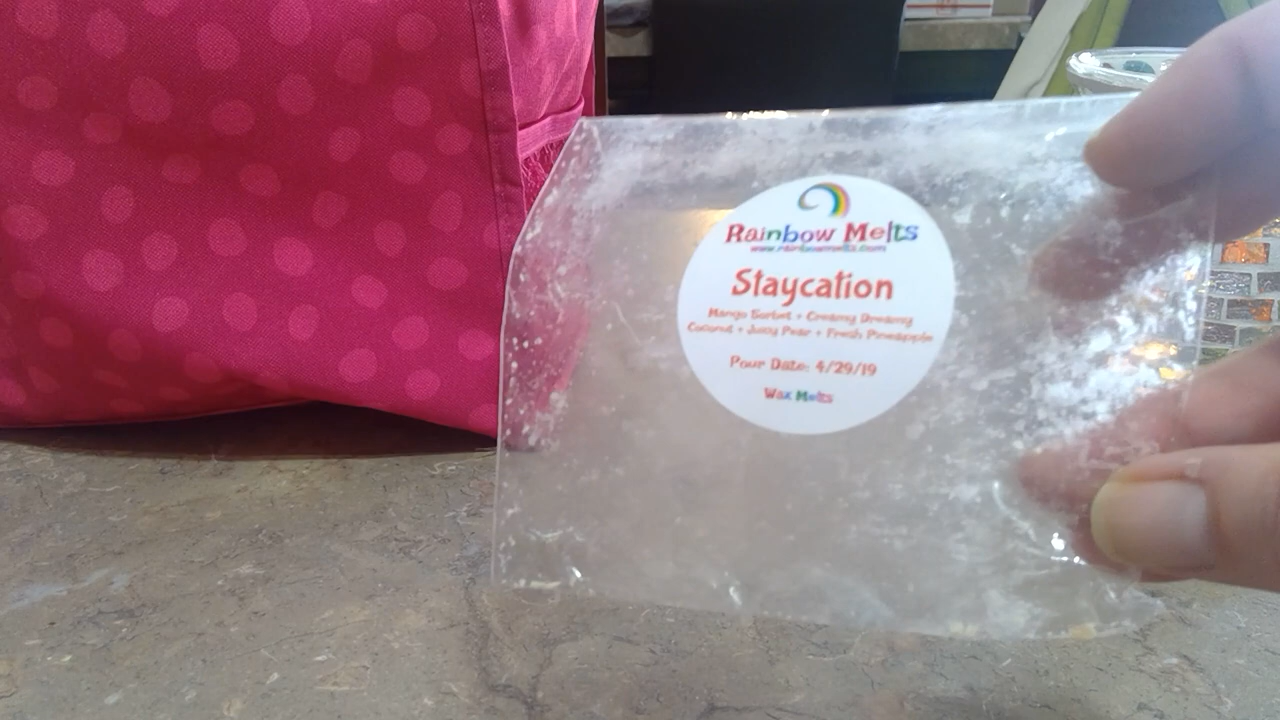 Rainbow Melts
www.rainbowmelts.com
Staycation
Mango Sorbet + Creamy Dreamy
Coconut + Juicy Pear + Fresh Pineapple
Pour Date: 4/29/19
Wax Melts